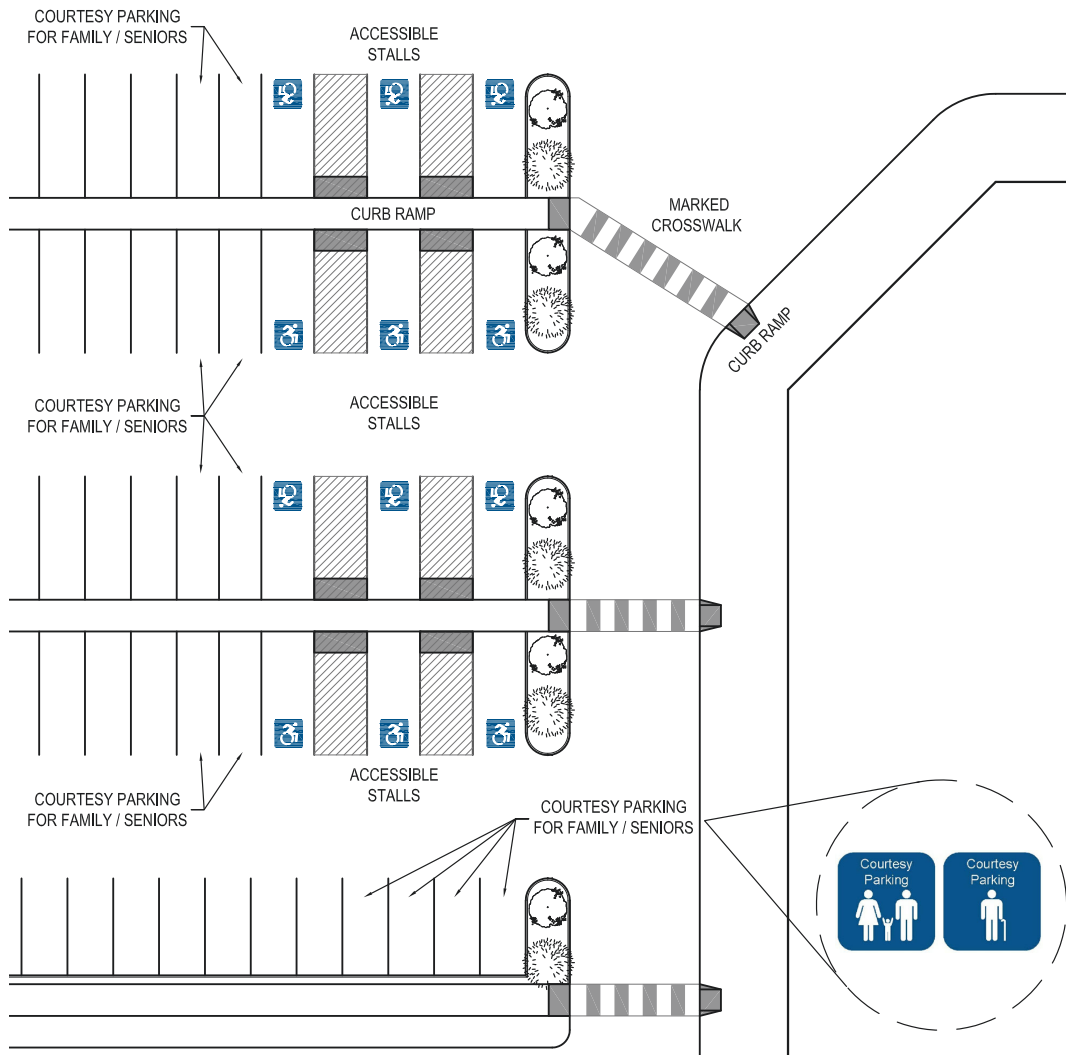 COURTESY PARKING
FOR FAMILY / SENIORS
ACCESSIBLE
STALLS
CURB RAMP
MARKED
CROSSWALK
CURB RAMP
COURTESY PARKING
FOR FAMILY / SENIORS
ACCESSIBLE
STALLS
ACCESSIBLE
STALLS
COURTESY PARKING
FOR FAMILY / SENIORS
COURTESY PARKING
FOR FAMILY / SENIORS
Courtesy
Parking
Courtesy
Parking